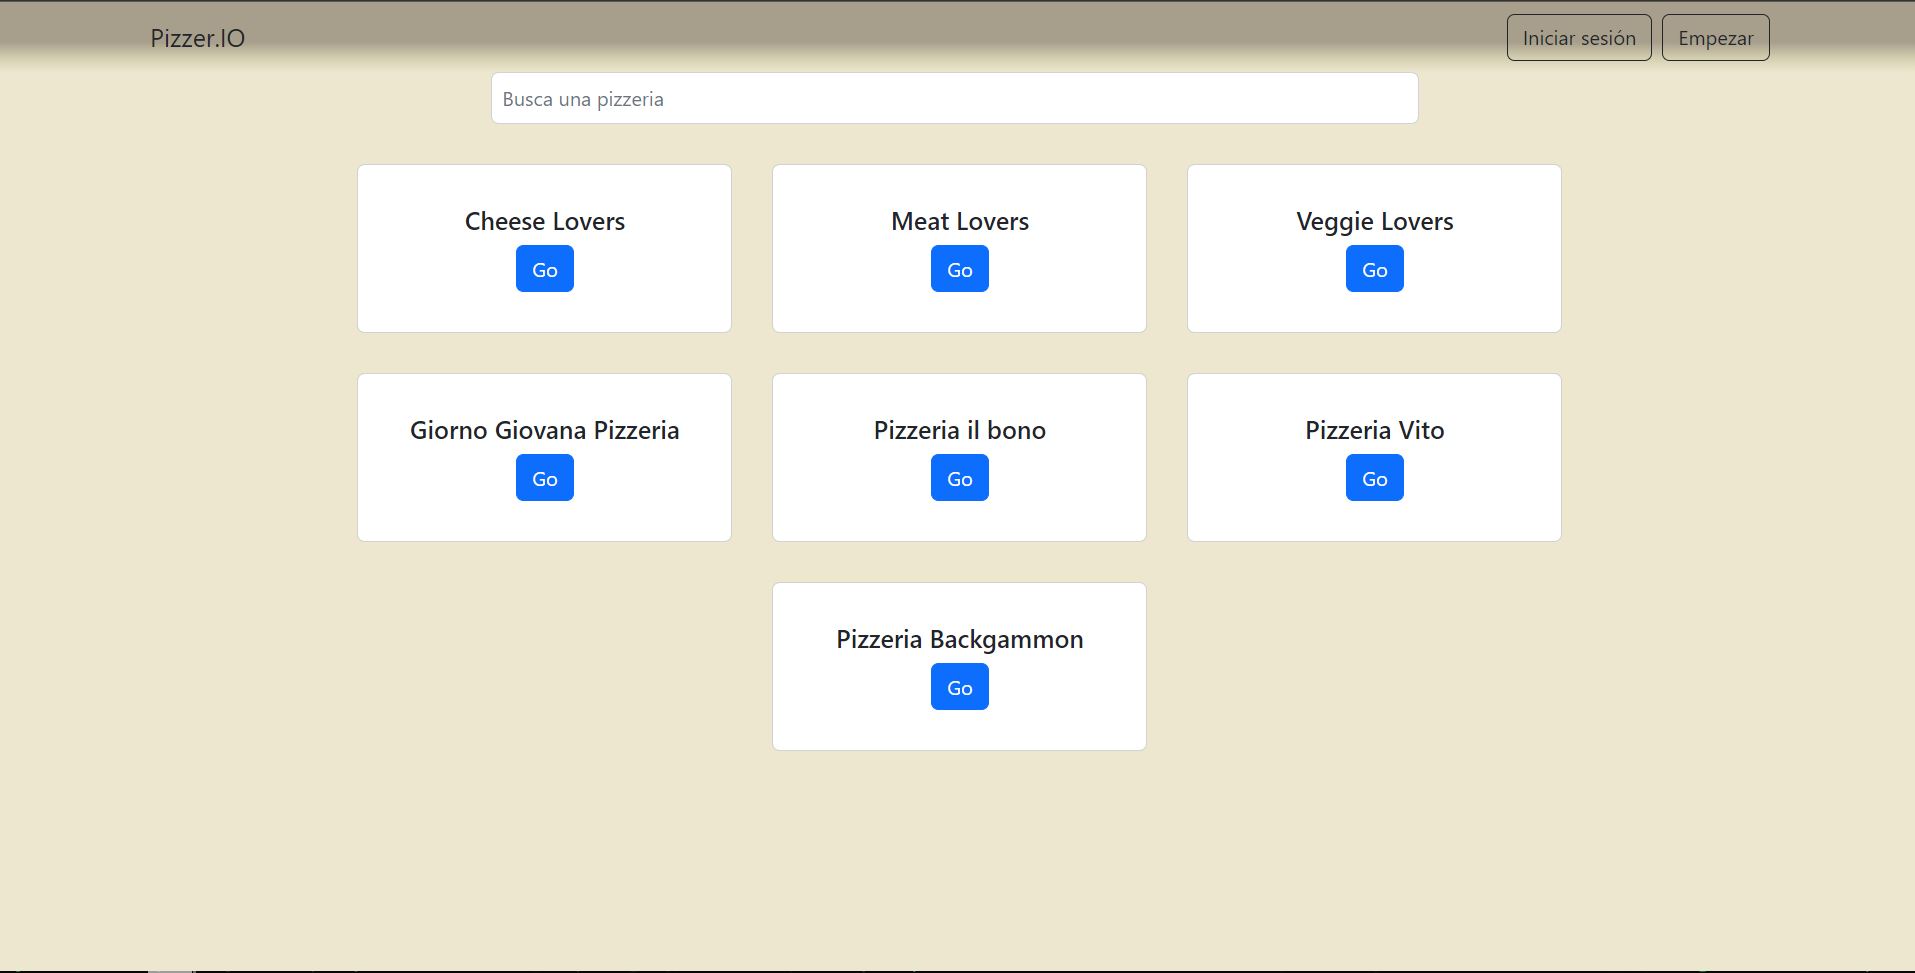 Pizzer.IO
Iniciar sesión
Empezar
Busca una pizzeria
Cheese Lovers
Go
Meat Lovers
Go
Veggie Lovers
Go
Giorno Giovana Pizzeria
Go
Pizzeria il bono
Go
Pizzeria Vito
Go
Pizzeria Backgammon
Go